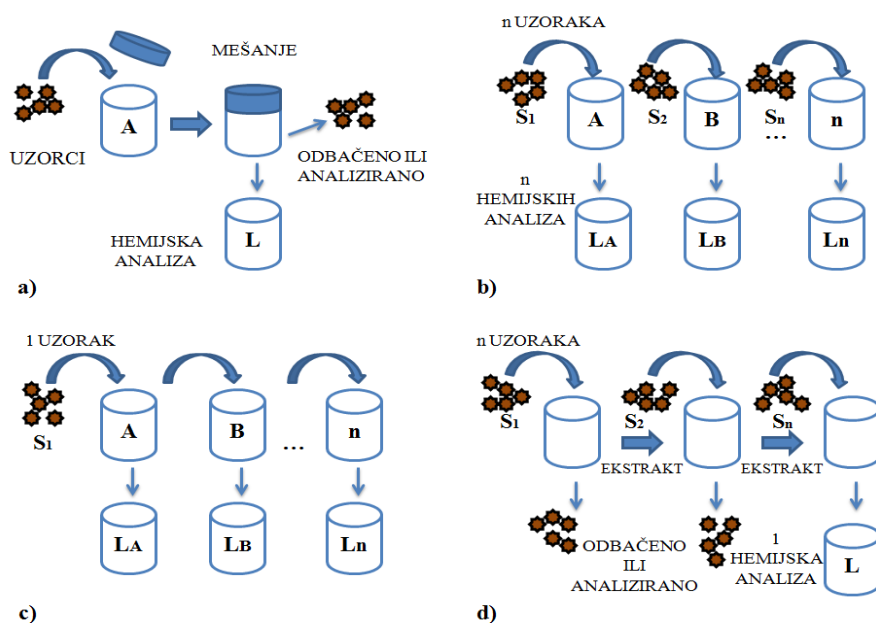 MEŠANJE
A
UZORCI
ODBAČENO ILI
ANALIZIRANO
HEMIJSKA
ANALIZA
L
a)
n UZORAKA
S1
A
S2
B
Sn
...
n
n
HEMIJSKIH
ANALIZA
LA
LB
Ln
b)
1 UZORAK
S1
A
B
...
n
LA
LB
Ln
c)
n UZORAKA
S1
S2
Sn
EKSTRAKT
EKSTRAKT
ODBAČENO
ILI
ANALIZIRANO
1
HEMIJSKA
ANALIZA
L
d)